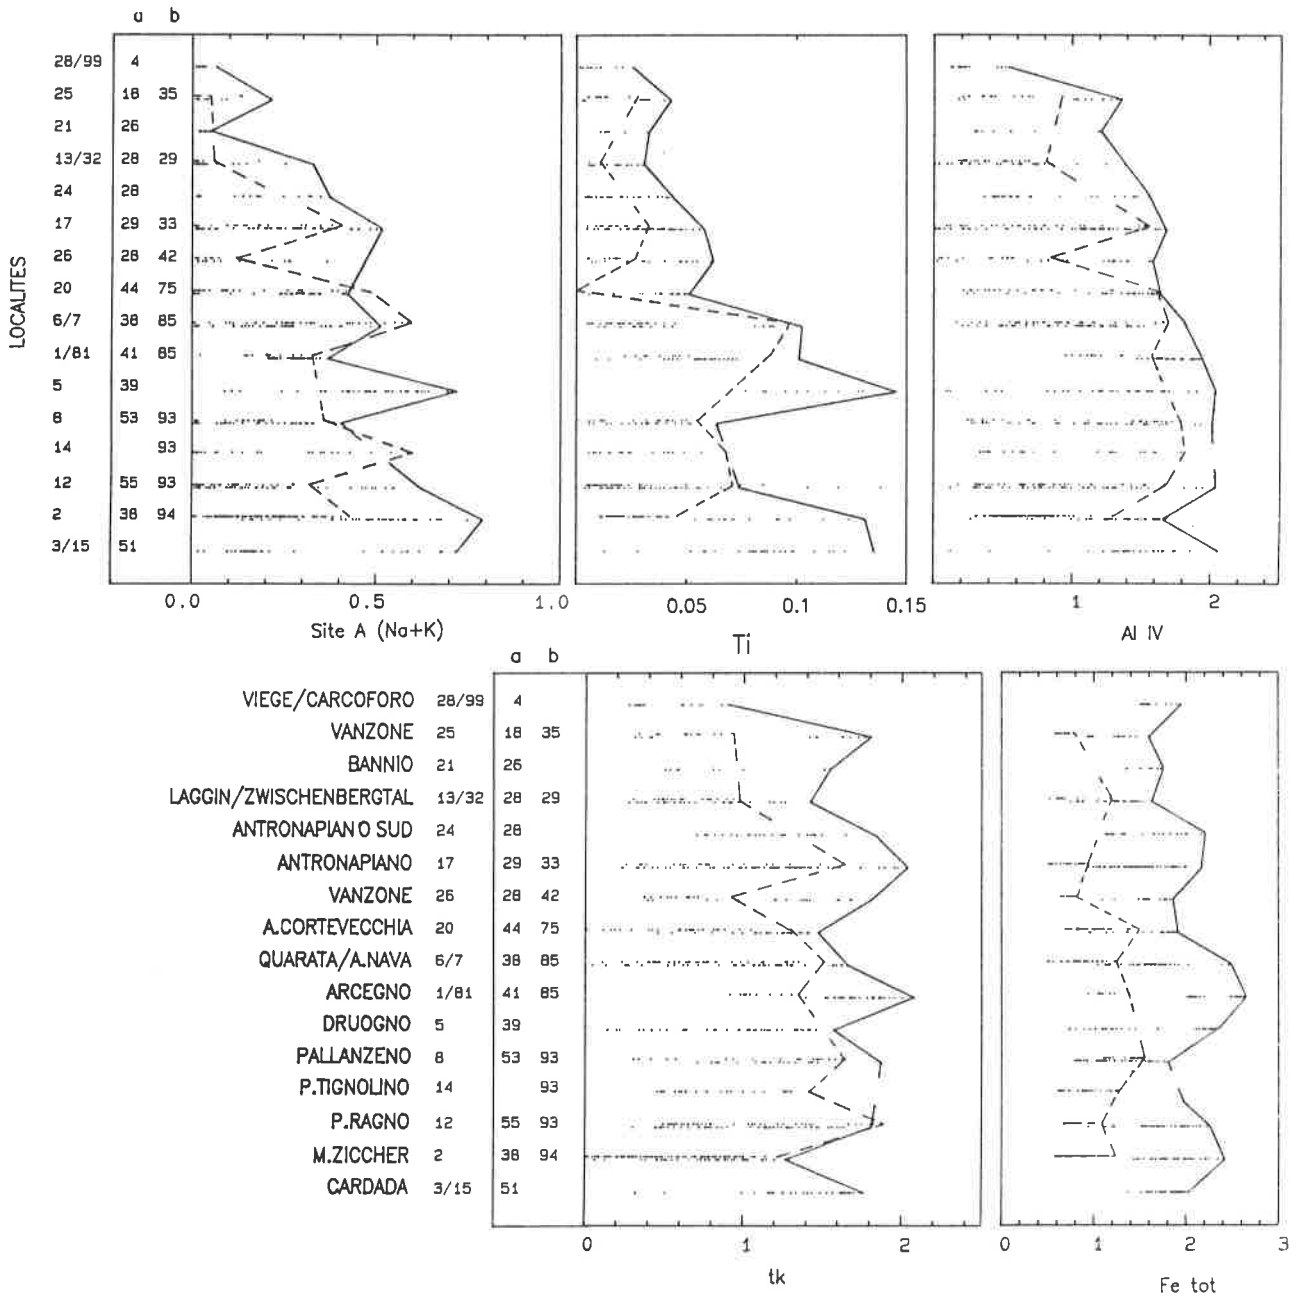 a b
28/99 4
25 18 35
21 26
13/32 28 29
24 28
17 29 33
26 28 42
20 44 75
6/7 38 85
1/81 41 85
5 39
8 53 93
14 93
12 55 93
2 38 94
3/15 51
LOCALITES
0.0 0.5 1.0
Site A (Na+K)
0.05 0.1 0.15
Ti
1 2
Al IV
a b
VIEGE/CARCOFORO 28/99 4
VANZONE 25 18 35
BANNIO 21 26
LAGGIN/ZWISCHENBERGTAL 13/32 28 29
ANTRONAPIANO SUD 24 28
ANTRONAPIANO 17 29 33
VANZONE 26 28 42
A.CORTEVECCHIA 20 44 75
QUARATA/A.NAVA 6/7 38 85
ARCEGNO 1/81 41 85
DRUOGNO 5 39
PALLANZENO 8 53 93
P.TIGNOLINO 14 93
P.RAGNO 12 55 93
M.ZICCHER 2 38 94
CARDADA 3/15 51
0 1 2
tk
0 1 2 3
Fe tot